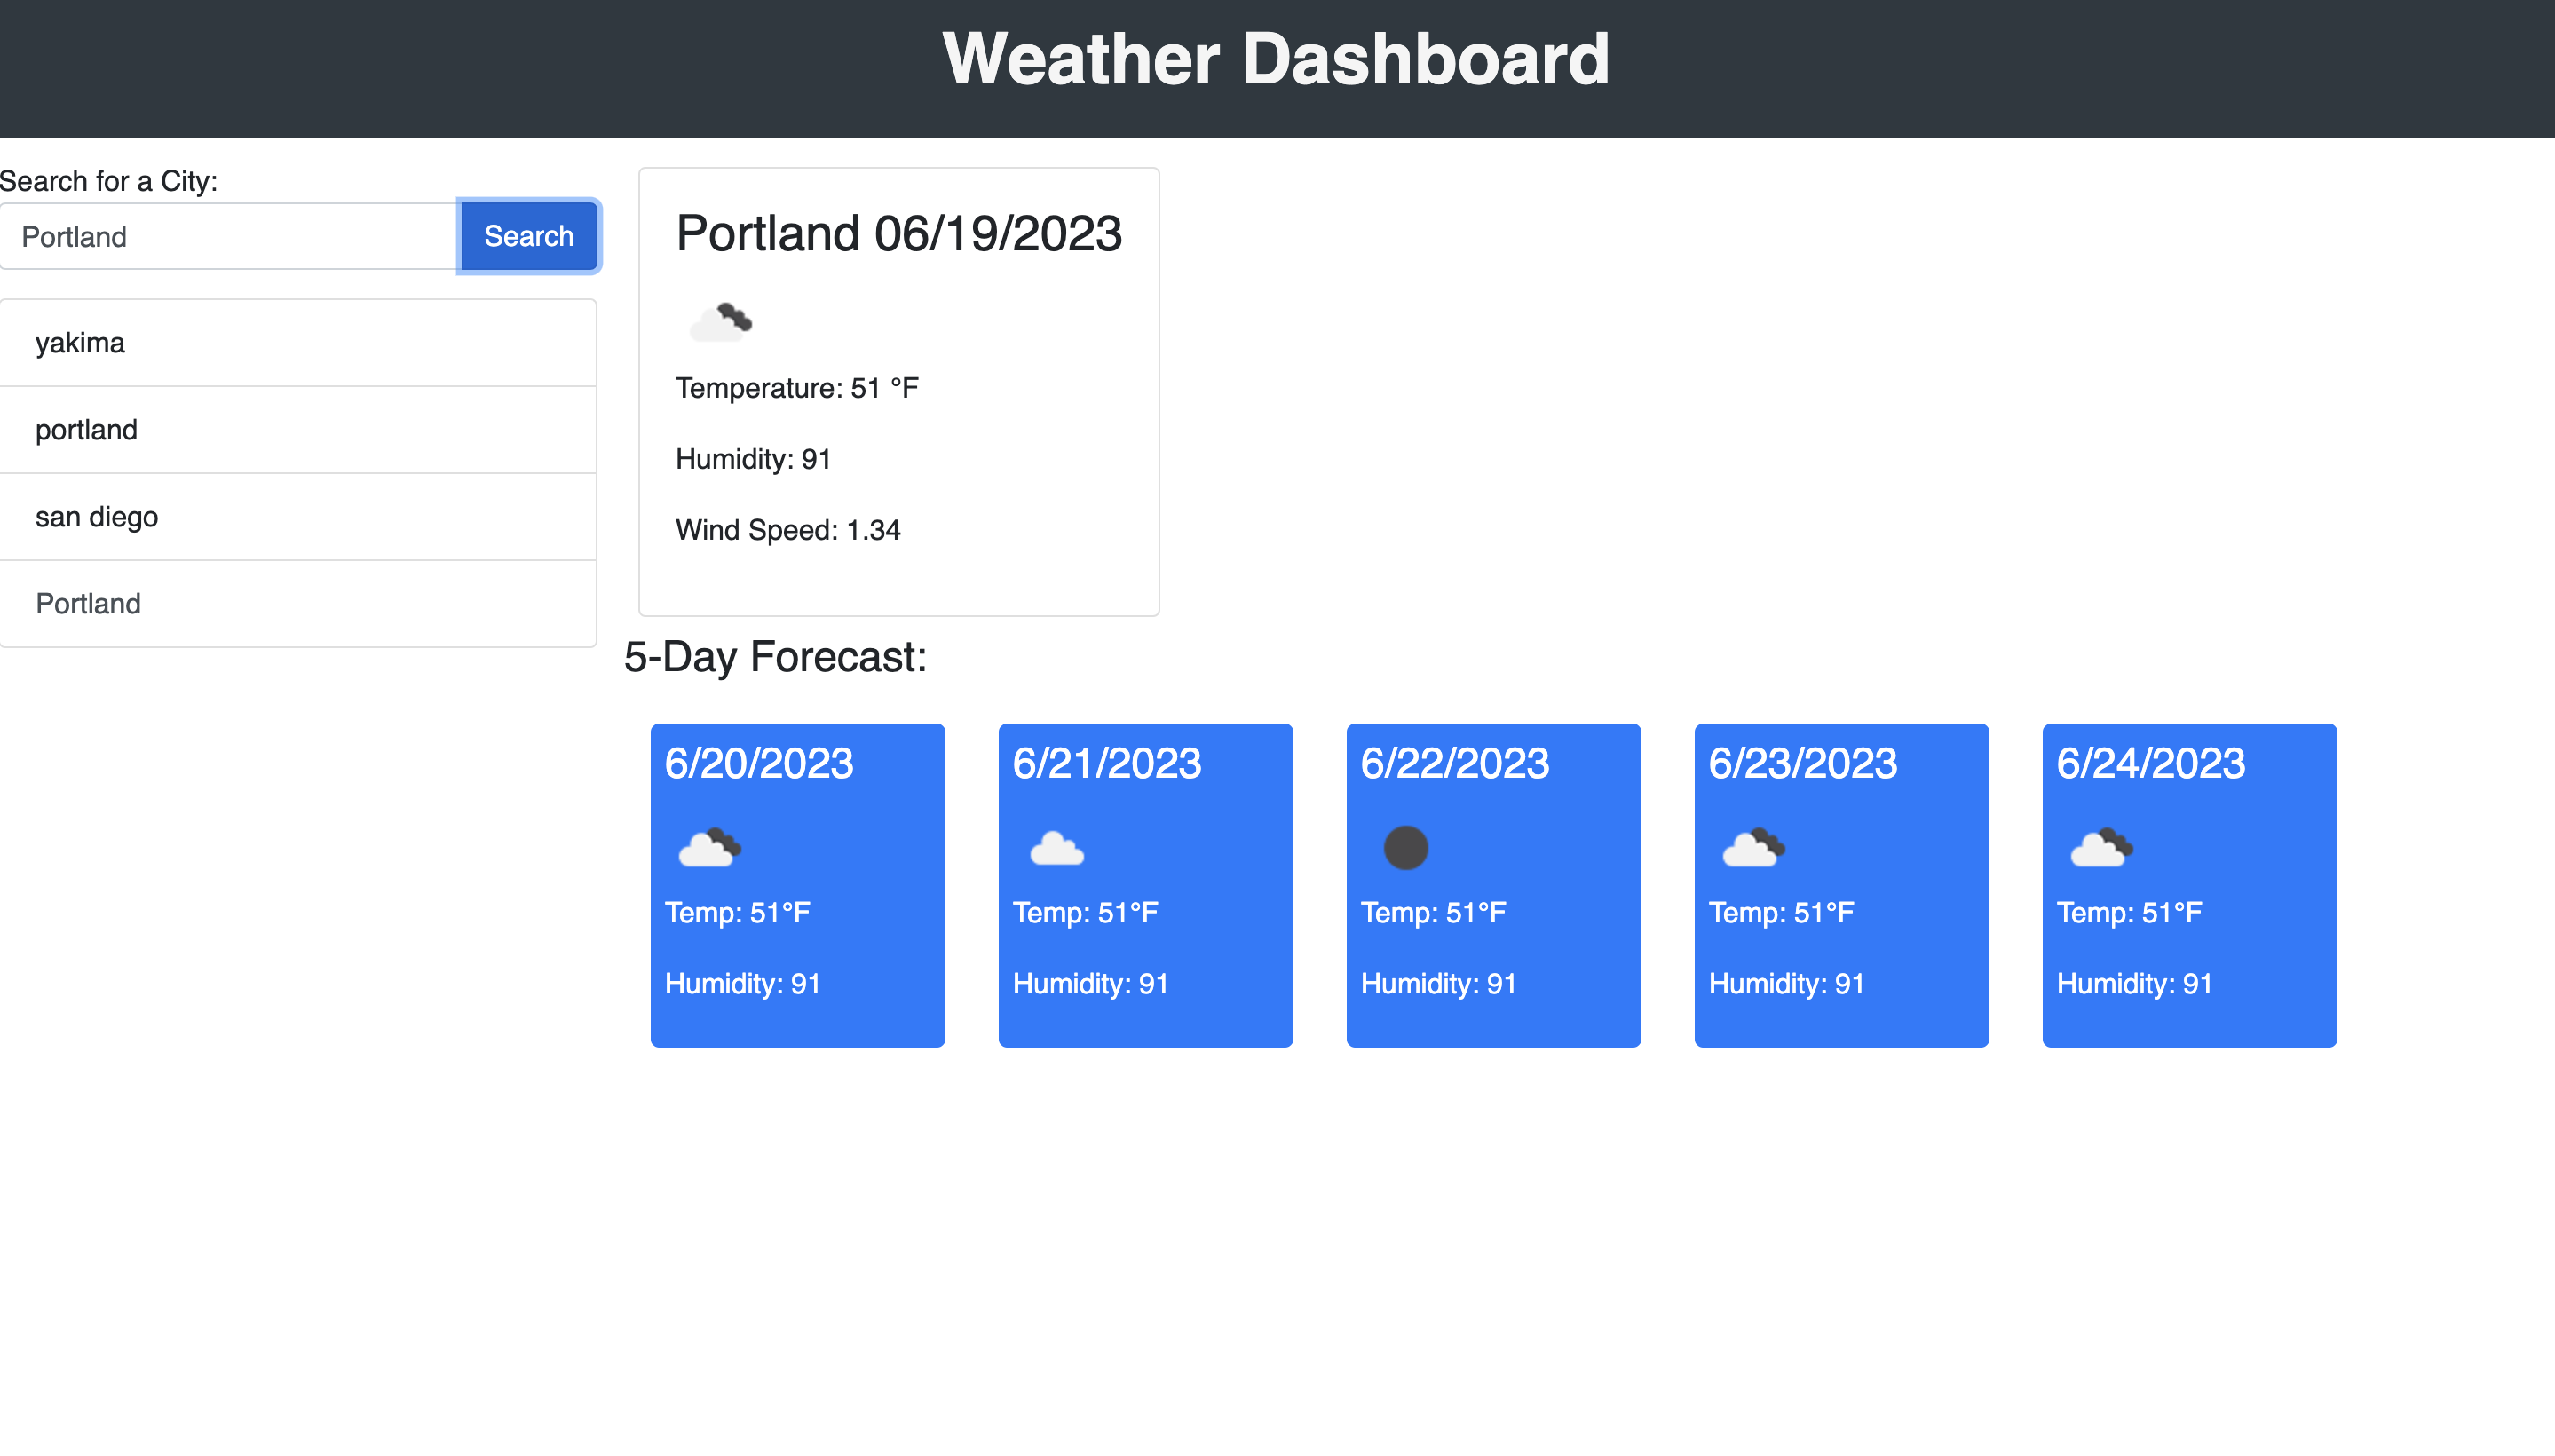 Weather Dashboard
Search for a City:
Portland
Search
yakima
portland
san diego
Portland
Portland 06/19/2023
Temperature: 51 °F
Humidity: 91
Wind Speed: 1.34
5-Day Forecast:
6/20/2023
Temp: 51°F
Humidity: 91
6/21/2023
Temp: 51°F
Humidity: 91
6/22/2023
Temp: 51°F
Humidity: 91
6/23/2023
Temp: 51°F
Humidity: 91
6/24/2023
Temp: 51°F
Humidity: 91